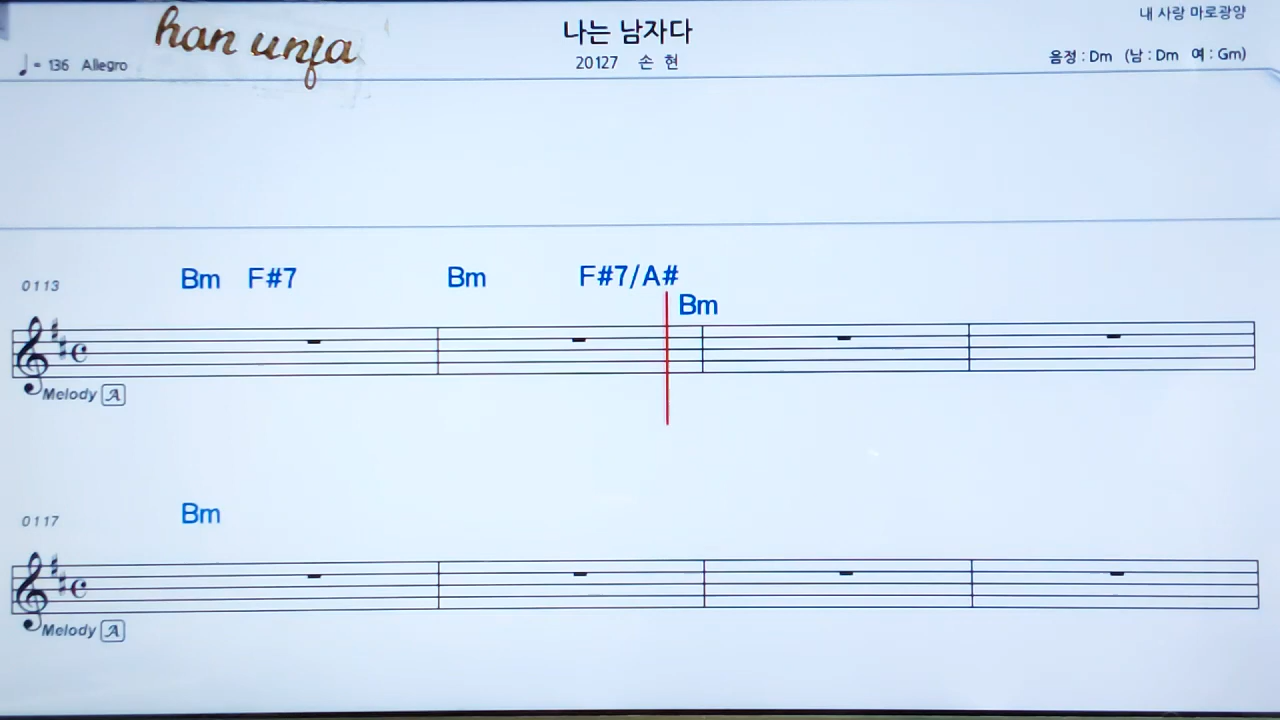 내 사랑 마로광양
han unfa
나는 남자다
♩= 136 Allegro
20127 손 현
음정 : Dm (남 : Dm 여 : Gm)
0113 Bm F#7 Bm F#7/A#
Bm
Melody A
0117 Bm
Melody A